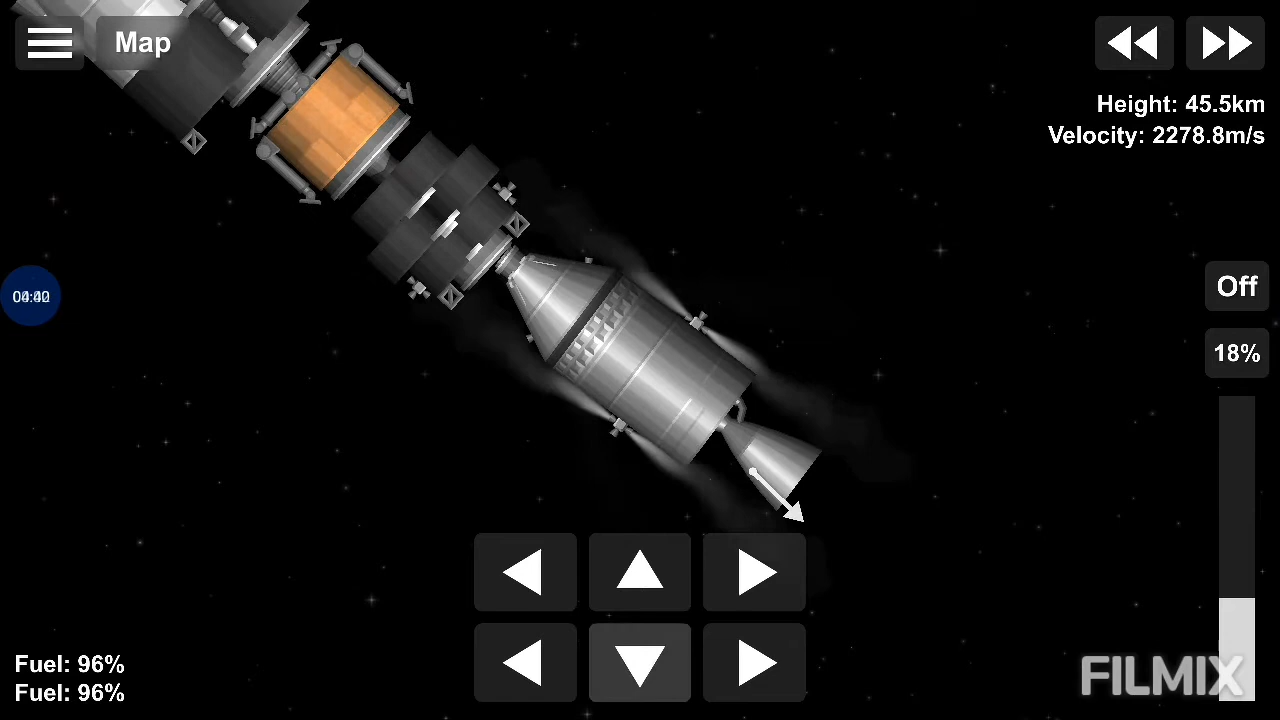 Map
Height: 45.5km
Velocity: 2278.8m/s
Off
18%
Fuel: 96%
Fuel: 96%
FILMIX